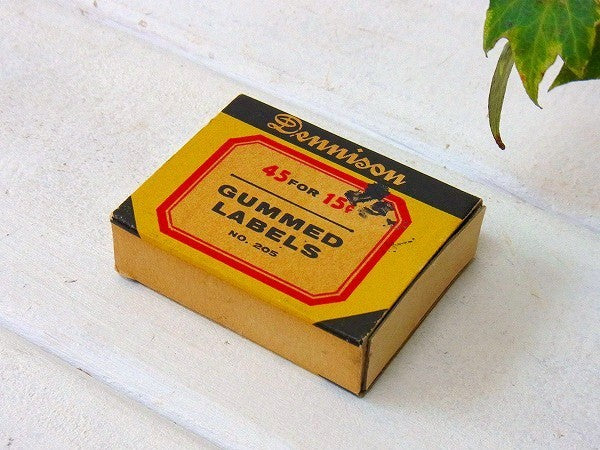 Dennison
45 FOR 15¢
GUMMED
LABELS
NO. 205